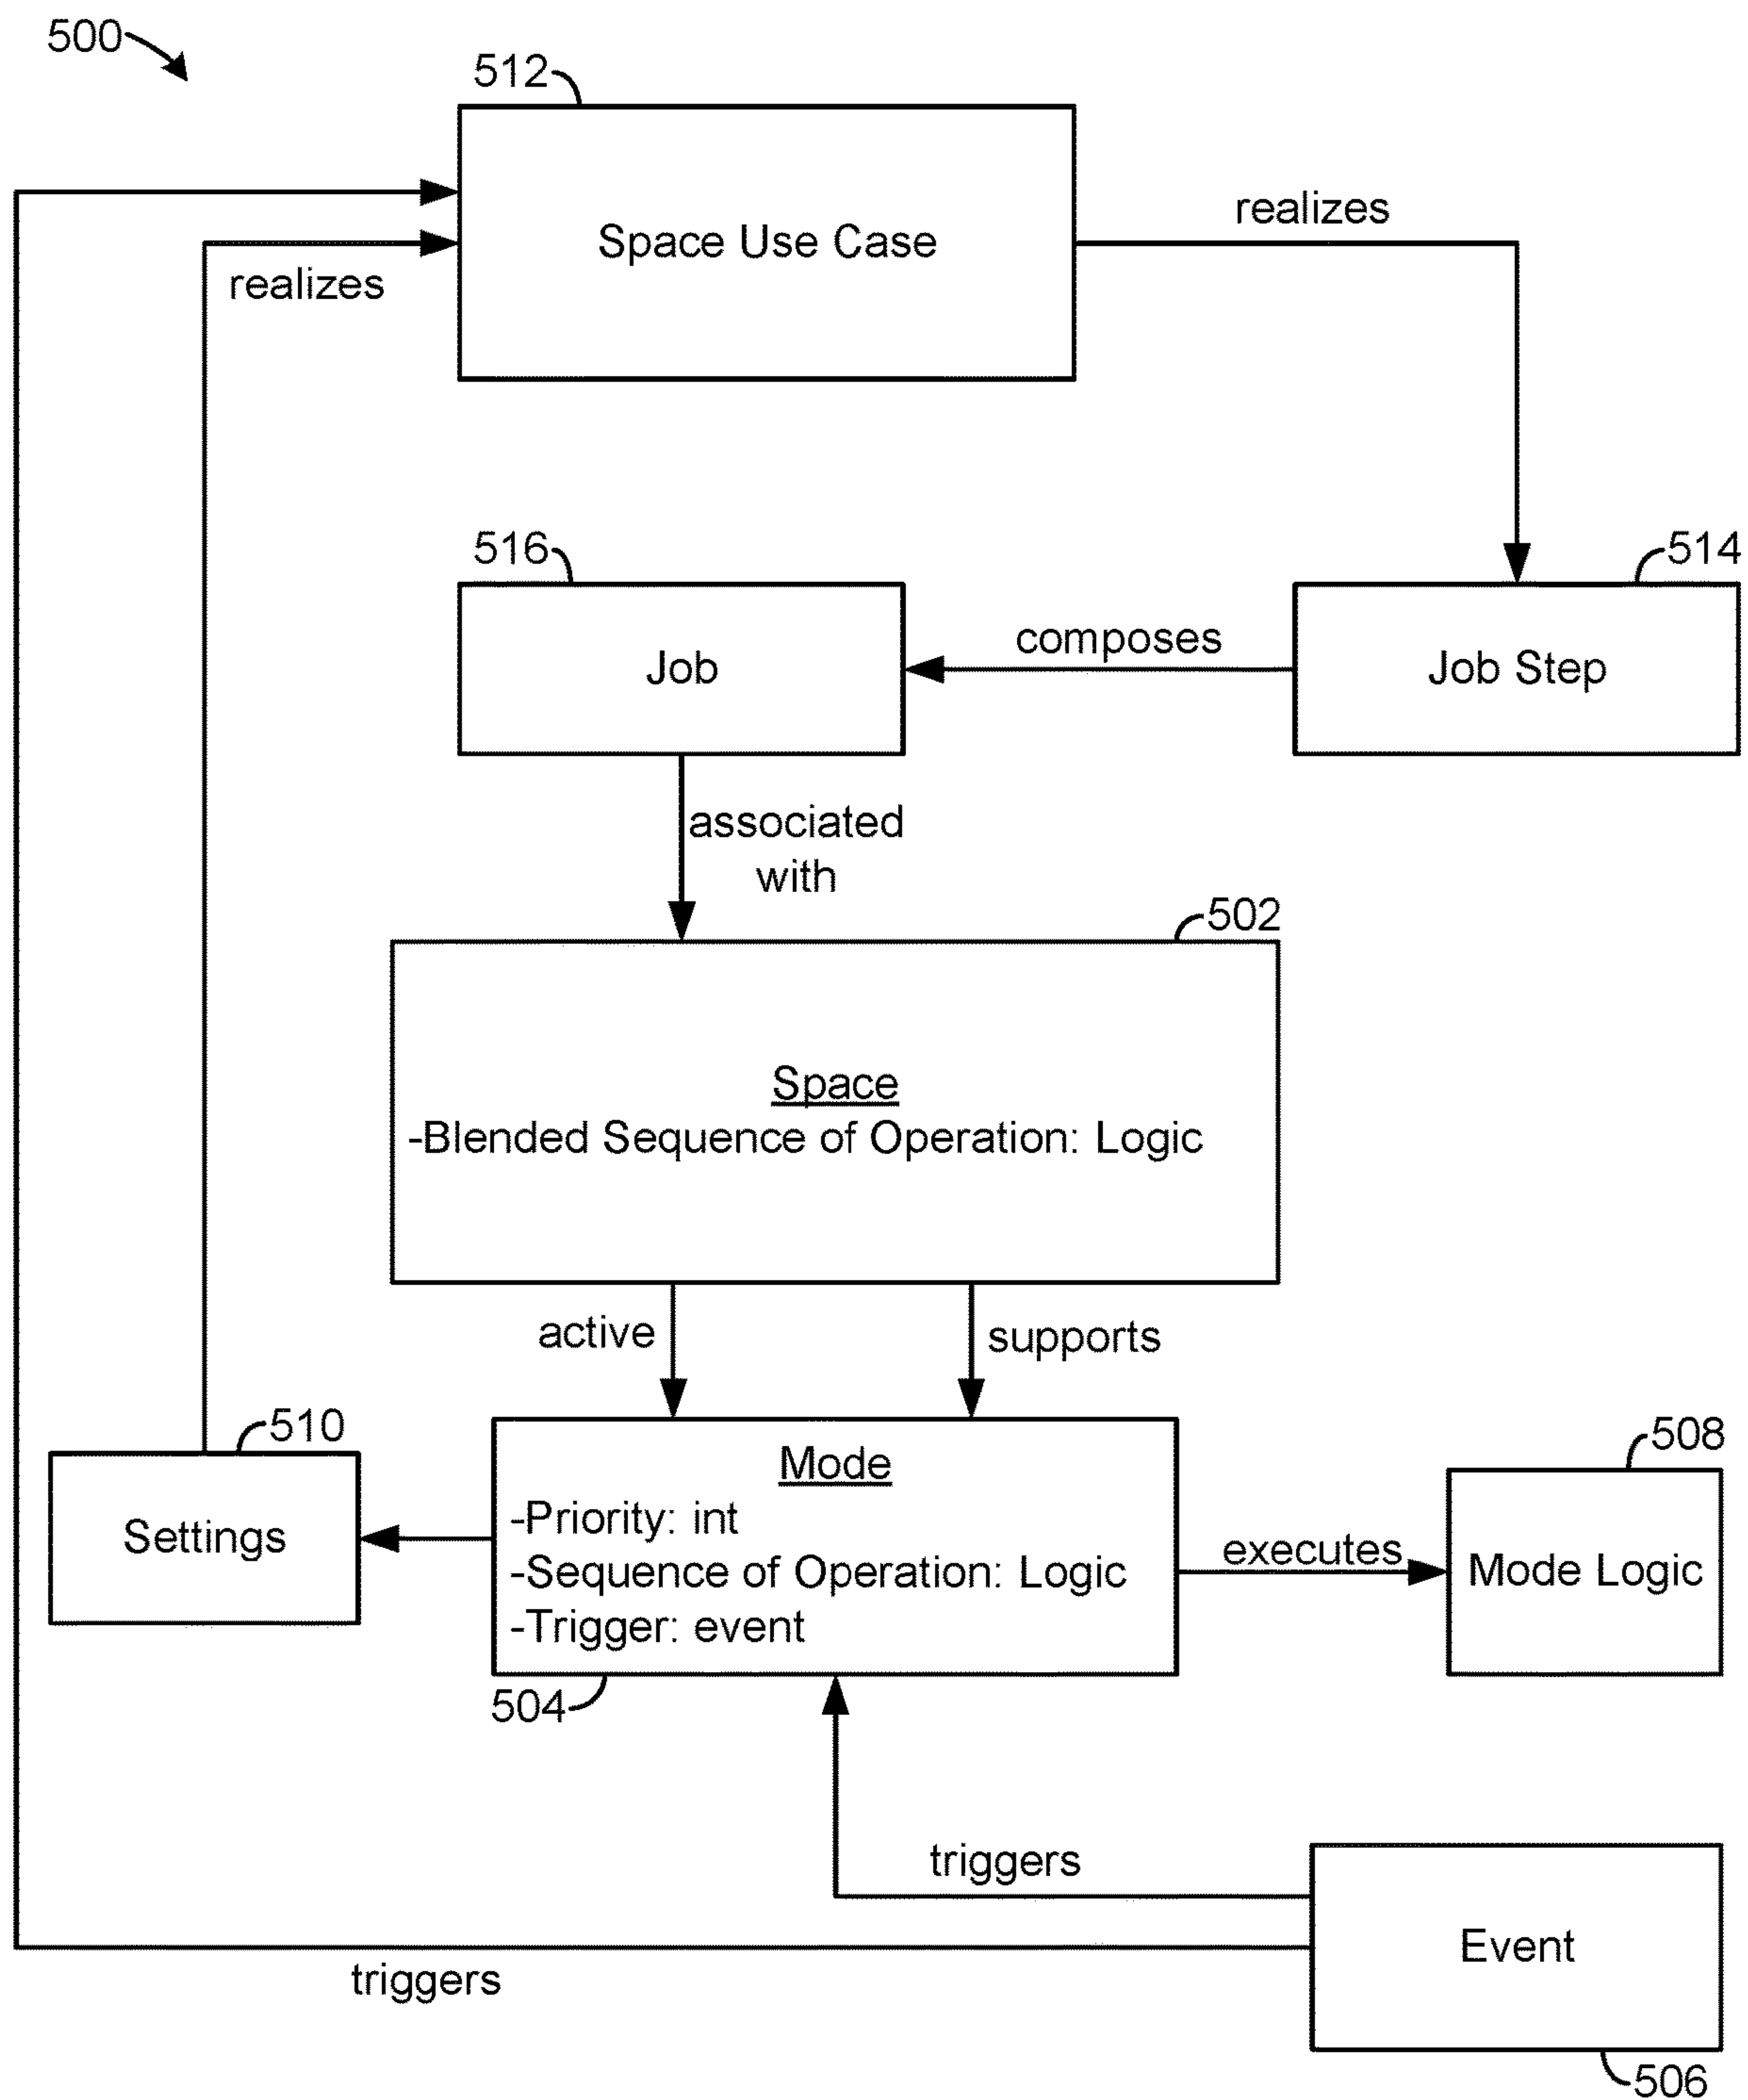 500
512
Space Use Case
realizes
realizes
516
514
Job
composes
Job Step
associated
with
502
Space
-Blended Sequence of Operation: Logic
active
supports
510
508
Settings
Mode
-Priority: int
-Sequence of Operation: Logic
-Trigger: event
executes
Mode Logic
504
triggers
Event
triggers
506